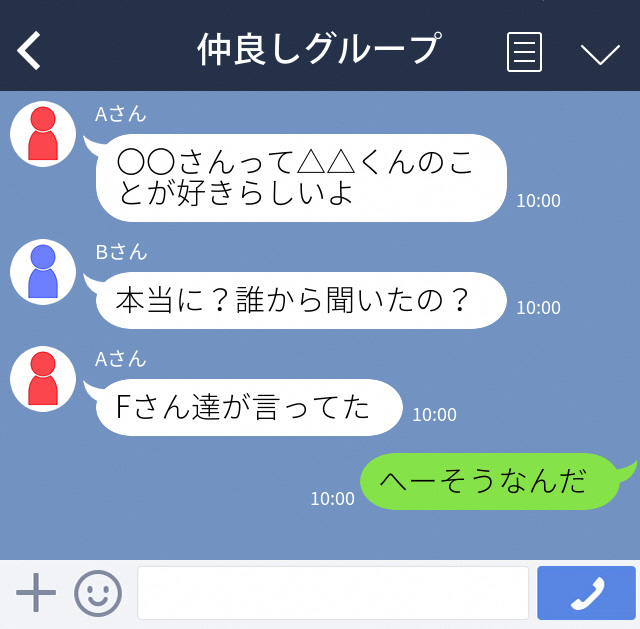 仲良しグループ
Aさん
〇〇さんって△△くんのこ
とが好きらしいよ
10:00
Bさん
本当に？誰から聞いたの？
10:00
Aさん
Fさん達が言ってた
10:00
へーそうなんだ
10:00